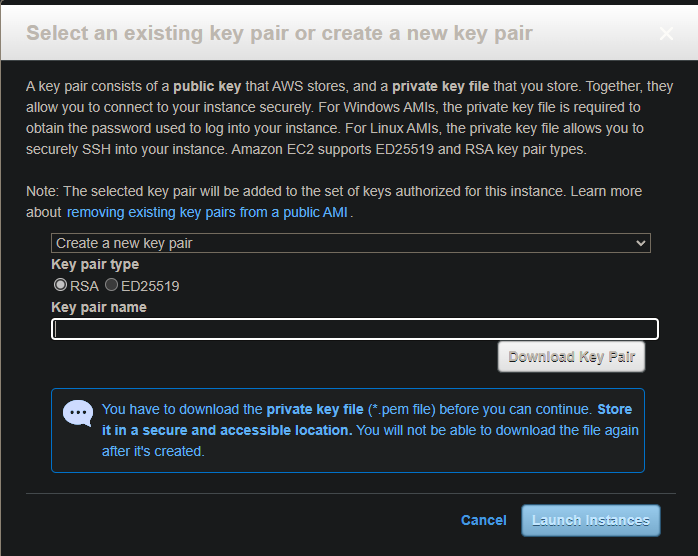 Select an existing key pair or create a new key pair
A key pair consists of a public key that AWS stores, and a private key file that you store. Together, they
allow you to connect to your instance securely. For Windows AMIs, the private key file is required to
obtain the password used to log into your instance. For Linux AMIs, the private key file allows you to
securely SSH into your instance. Amazon EC2 supports ED25519 and RSA key pair types.
Note: The selected key pair will be added to the set of keys authorized for this instance. Learn more
about removing existing key pairs from a public AMI .
Create a new key pair
Key pair type
RSA ED25519
Key pair name
Download Key Pair
You have to download the private key file (*.pem file) before you can continue. Store
it in a secure and accessible location. You will not be able to download the file again
after it's created.
Cancel Launch Instances